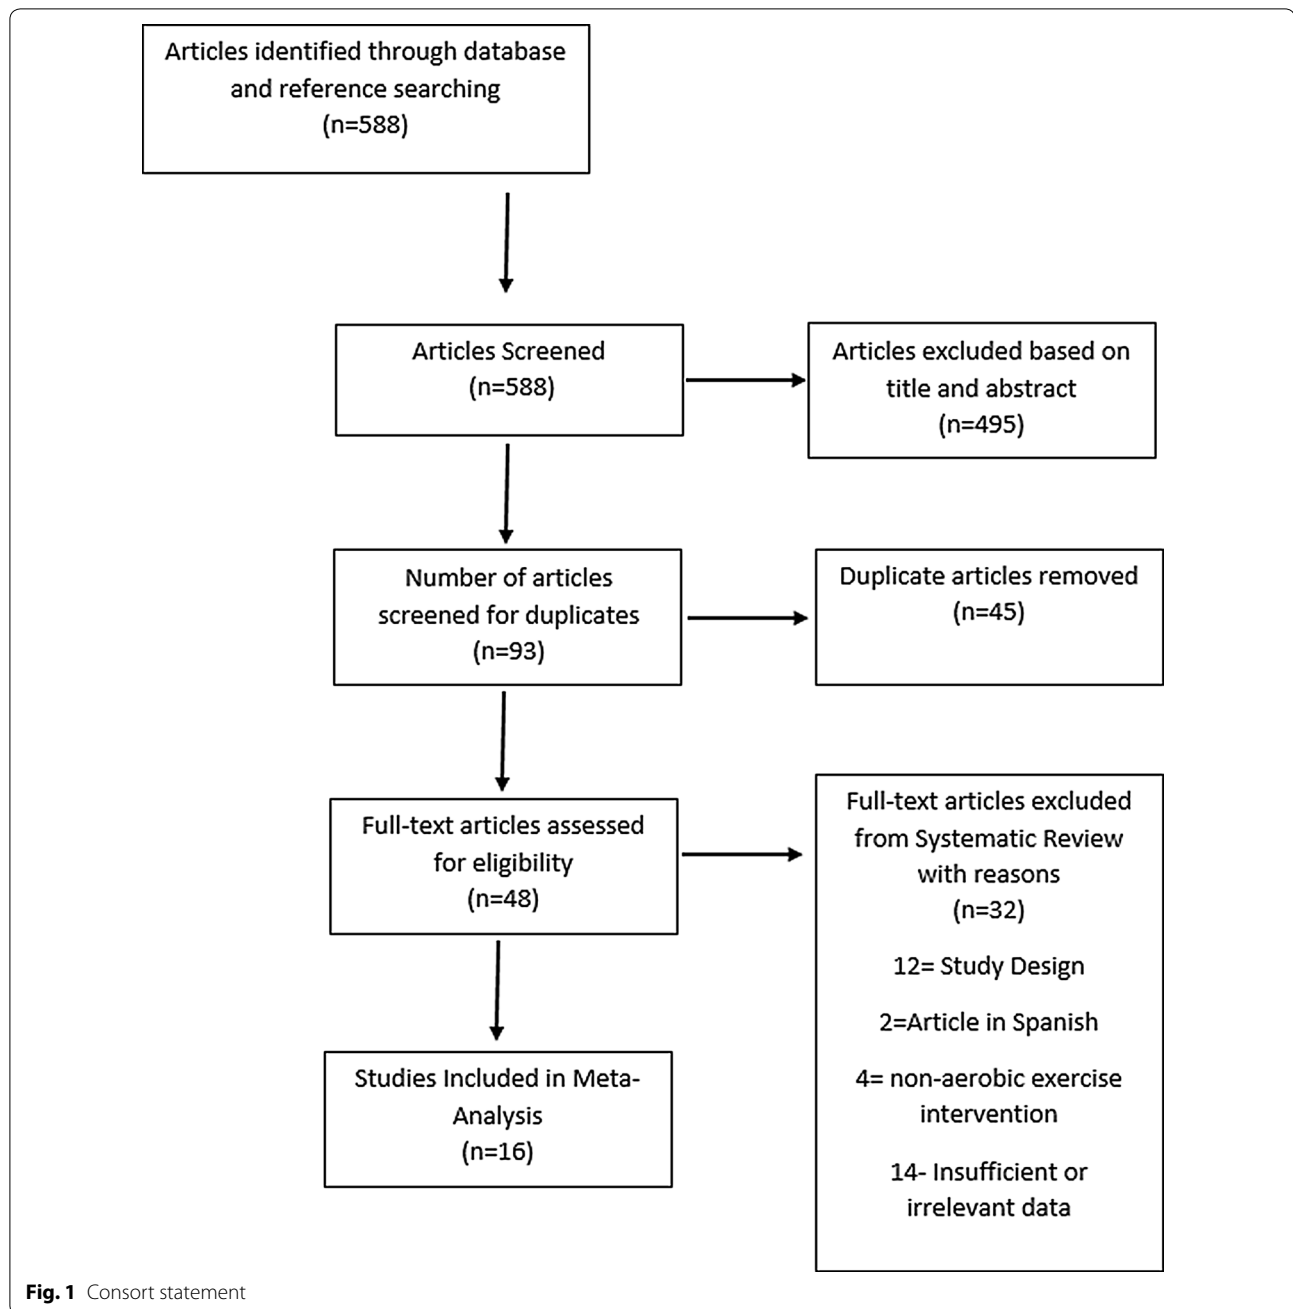 Articles identified through database
and reference searching
(n=588)
Articles Screened
(n=588)
Articles excluded based on
title and abstract
(n=495)
Number of articles
screened for duplicates
(n=93)
Duplicate articles removed
(n=45)
Full-text articles assessed
for eligibility
(n=48)
Full-text articles excluded
from Systematic Review
with reasons
(n=32)
12= Study Design
2=Article in Spanish
4= non-aerobic exercise
intervention
14- Insufficient or
irrelevant data
Studies Included in Meta-
Analysis
(n=16)
Fig. 1 Consort statement